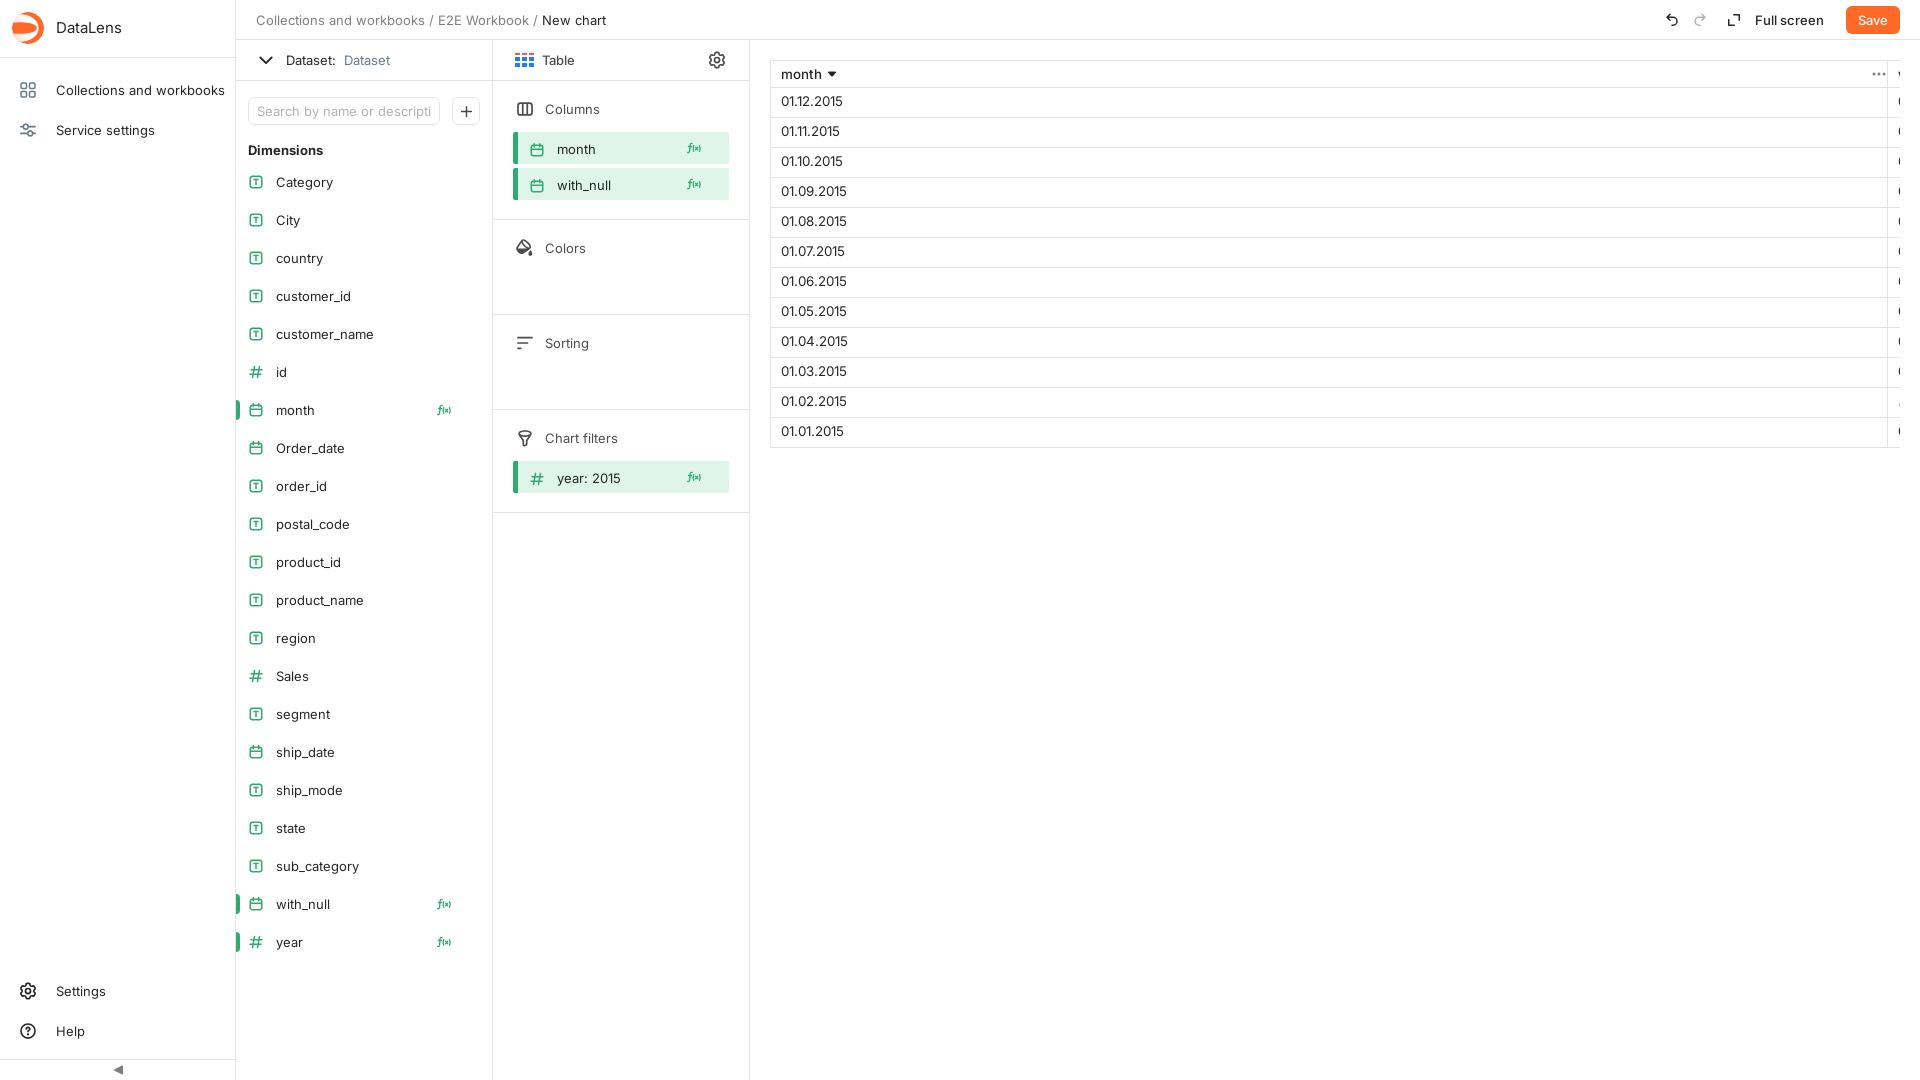 DataLens
Collections and workbooks
Service settings
Settings
Help
Collections and workbooks / E2E Workbook / New chart
Full screen
Save
Dataset: Dataset
Search by name or descripti
Dimensions
Category
City
country
customer_id
customer_name
id
month
Order_date
order_id
postal_code
product_id
product_name
region
Sales
segment
ship_date
ship_mode
state
sub_category
with_null
year
Table
Columns
month
with_null
Colors
Sorting
Chart filters
year: 2015
month
01.12.2015
01.11.2015
01.10.2015
01.09.2015
01.08.2015
01.07.2015
01.06.2015
01.05.2015
01.04.2015
01.03.2015
01.02.2015
01.01.2015